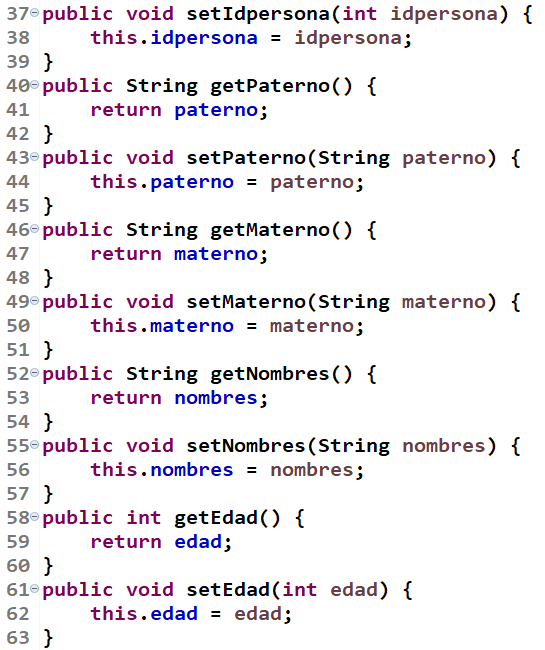 37 public void setIdpersona(int idpersona) {
38     this.idpersona = idpersona;
39 }
40 public String getPaterno() {
41     return paterno;
42 }
43 public void setPaterno(String paterno) {
44     this.paterno = paterno;
45 }
46 public String getMaterno() {
47     return materno;
48 }
49 public void setMaterno(String materno) {
50     this.materno = materno;
51 }
52 public String getNombres() {
53     return nombres;
54 }
55 public void setNombres(String nombres) {
56     this.nombres = nombres;
57 }
58 public int getEdad() {
59     return edad;
60 }
61 public void setEdad(int edad) {
62     this.edad = edad;
63 }